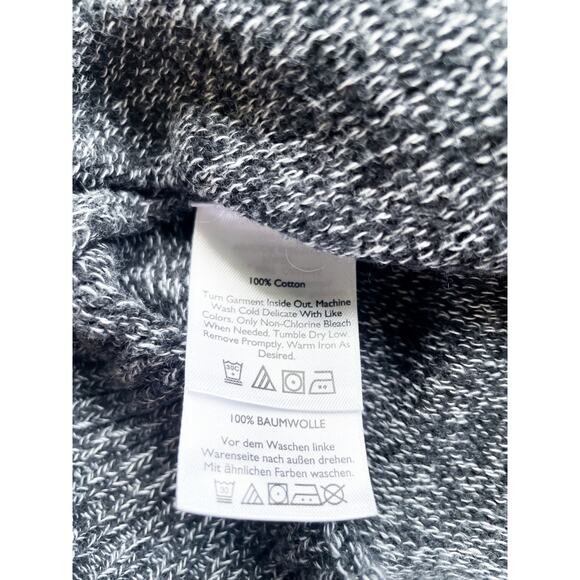 100% Cotton
Turn Garment Inside Out. Machine
Wash Cold Delicate With Like
Colors. Only Non-Chlorine Bleach
When Needed. Tumble Dry Low.
Remove Promptly. Warm Iron As
Desired.
30C
100% BAUMWOLLE
Vor dem Waschen linke
Warenseite nach außen drehen.
Mit ähnlichen Farben waschen.
30